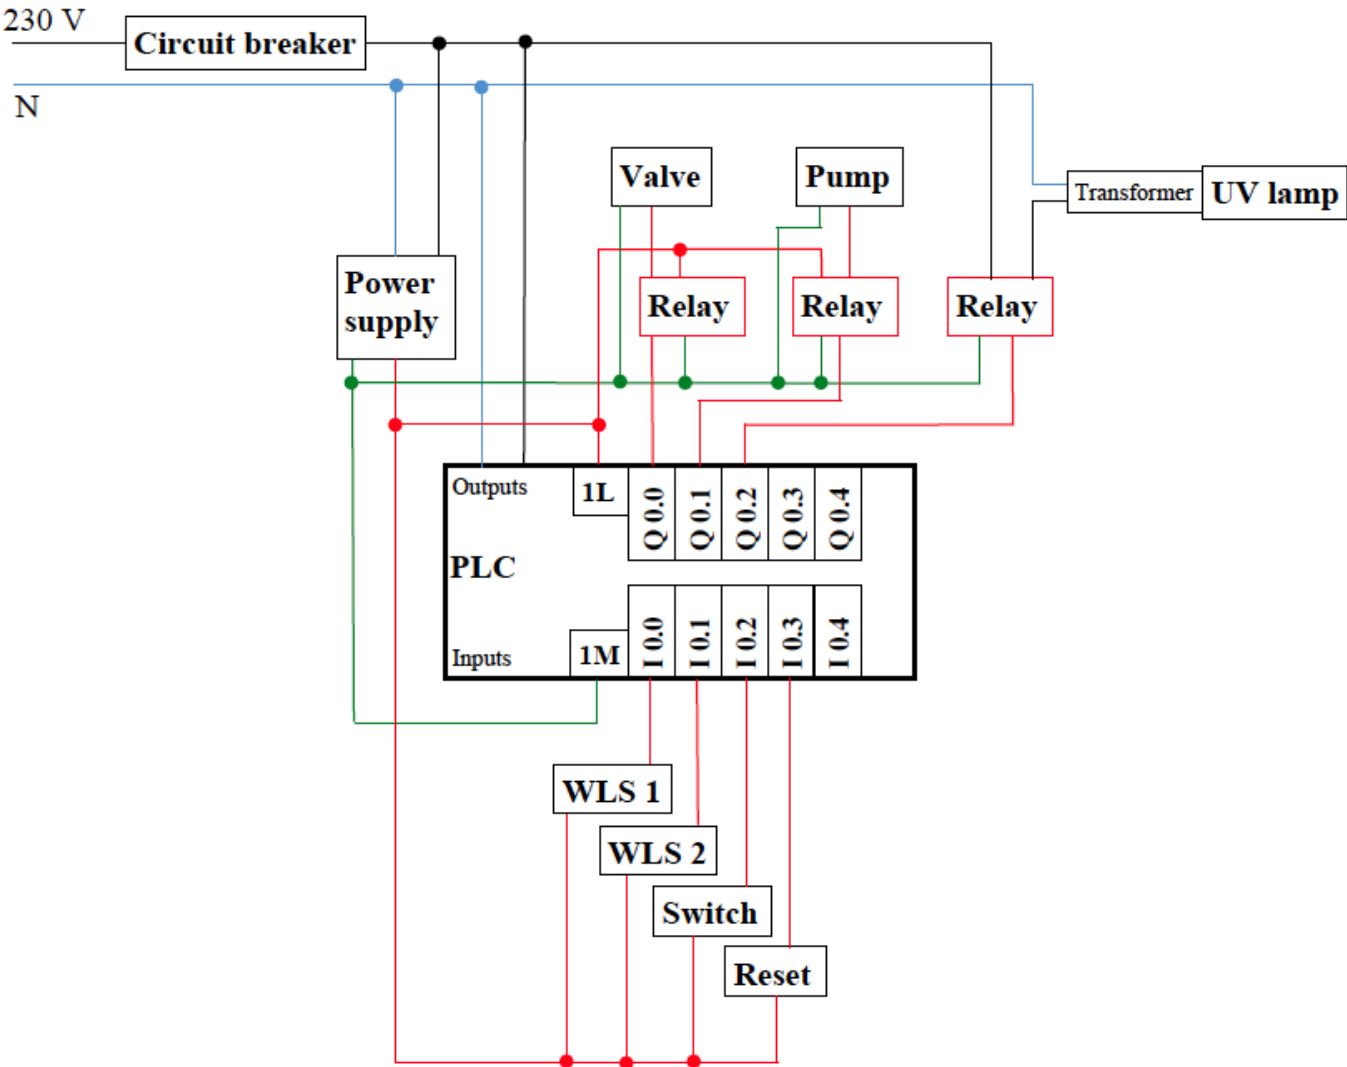 230 V
Circuit breaker
N
Valve
Pump
Transformer
UV lamp
Power
supply
Relay
Relay
Relay
Outputs
1L
Q 0.0
Q 0.1
Q 0.2
Q 0.3
Q 0.4
PLC
Inputs
1M
I 0.0
I 0.1
I 0.2
I 0.3
I 0.4
WLS 1
WLS 2
Switch
Reset